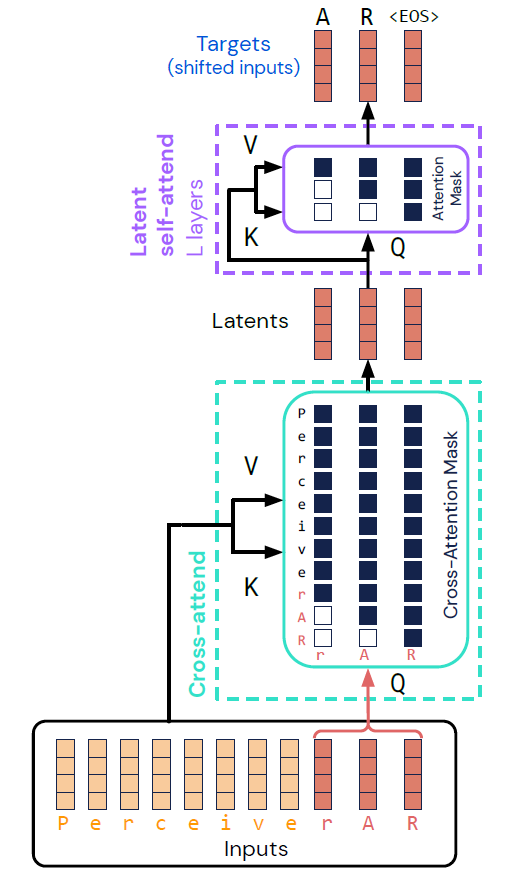 A R <EOS>
Targets
(shifted inputs)
Latent
self-attend
L layers
V
K
Q
Attention
Mask
Latents
Cross-attend
V
K
Q
P
e
r
c
e
i
v
e
r
A
R
r A R
Cross-Attention Mask
P e r c e i v e r A R
Inputs